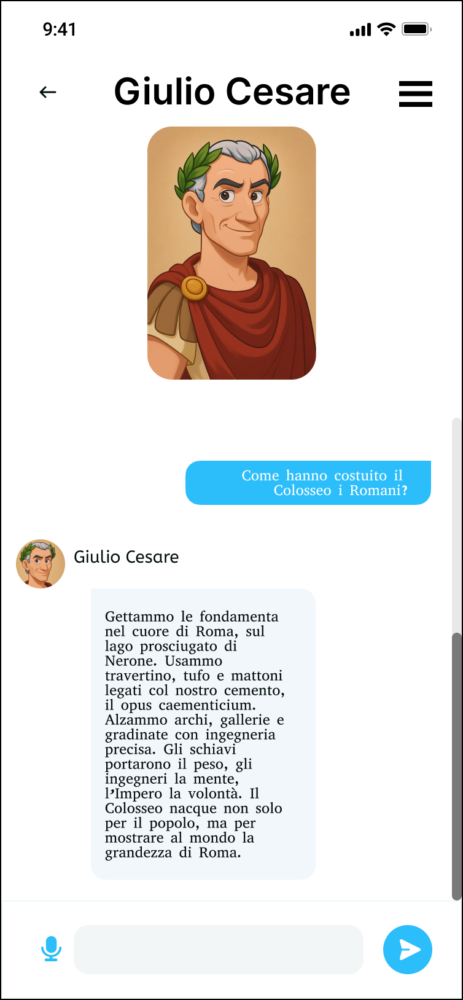 9:41
Giulio Cesare
Come hanno costuito il
Colosseo i Romani?
Giulio Cesare
Gettammo le fondamenta
nel cuore di Roma, sul
lago prosciugato di
Nerone. Usammo
travertino, tufo e mattoni
legati col nostro cemento,
il opus caementicium.
Alzammo archi, gallerie e
gradinate con ingegneria
precisa. Gli schiavi
portarono il peso, gli
ingegneri la mente,
l’Impero la volontà. Il
Colosseo nacque non solo
per il popolo, ma per
mostrare al mondo la
grandezza di Roma.